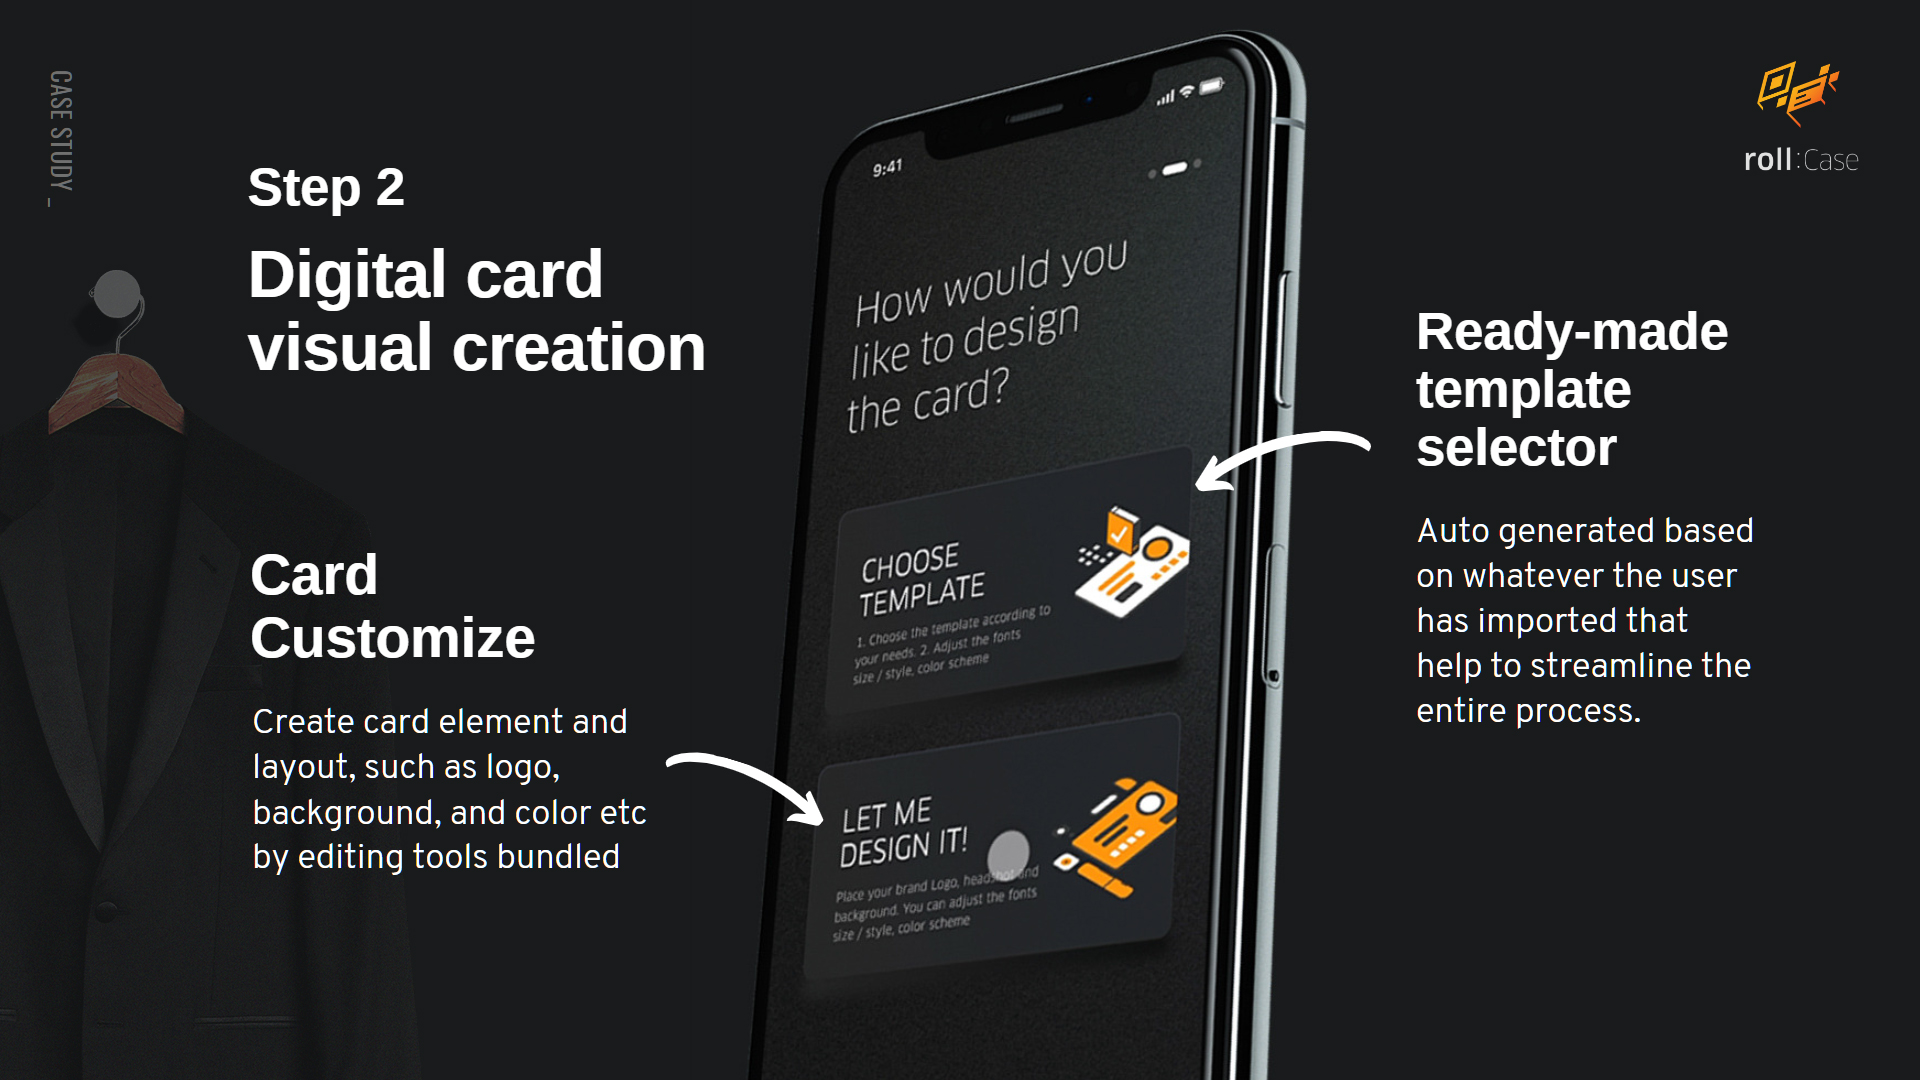 CASE STUDY _
Step 2
Digital card
visual creation
Card
Customize
Create card element and
layout, such as logo,
background, and color etc
by editing tools bundled
9:41
How would you
like to design
the card?
CHOOSE
TEMPLATE
1. Choose the template according to
your needs. 2. Adjust the fonts
size / style, color scheme
LET ME
DESIGN IT!
Place your brand Logo, headshot and
background. You can adjust the fonts
size / style, color scheme
roll:Case
Ready-made
template
selector
Auto generated based
on whatever the user
has imported that
help to streamline the
entire process.